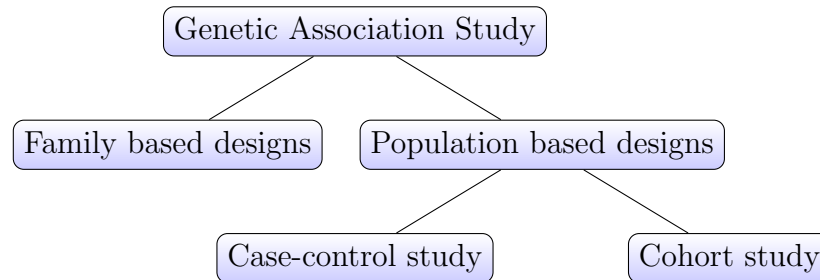 Genetic Association Study
Family based designs
Population based designs
Case-control study
Cohort study